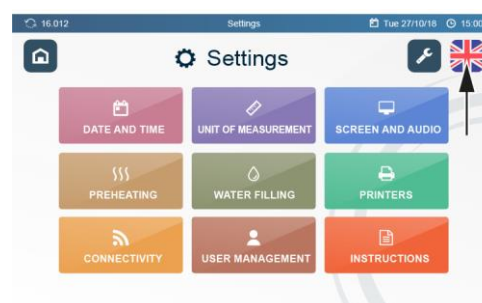 16.012 Settings Tue 27/10/18 15:00
Settings
DATE AND TIME UNIT OF MEASUREMENT SCREEN AND AUDIO
PREHEATING WATER FILLING PRINTERS
CONNECTIVITY USER MANAGEMENT INSTRUCTIONS